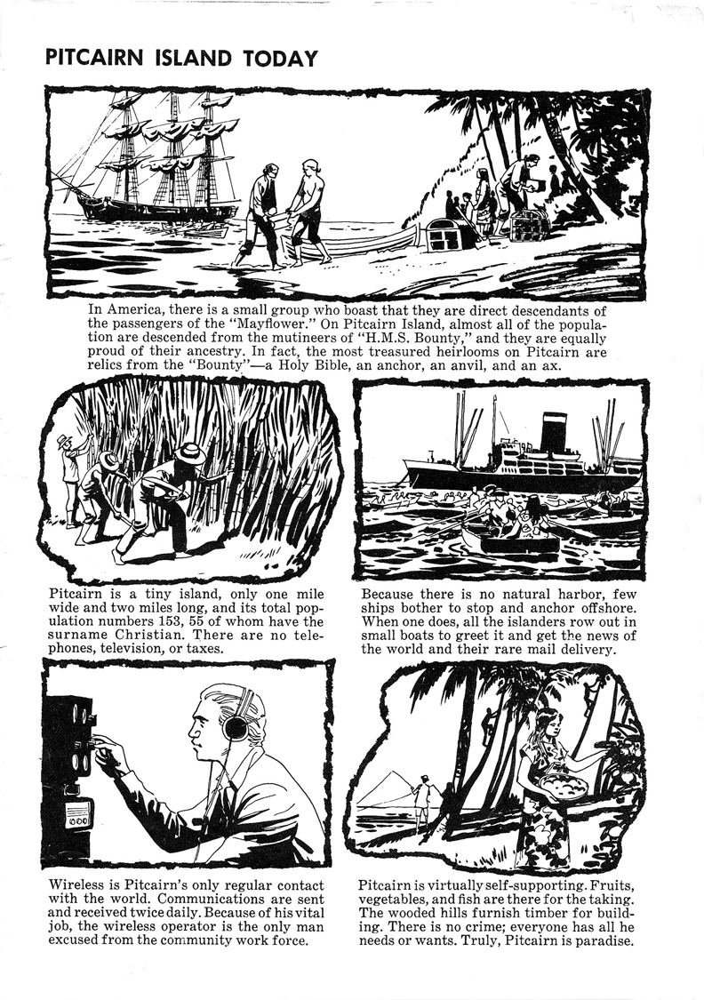 PITCAIRN ISLAND TODAY
In America, there is a small group who boast that they are direct descendants of
the passengers of the “Mayflower.” On Pitcairn Island, almost all of the popula-
tion are descended from the mutineers of “H.M.S. Bounty,” and they are equally
proud of their ancestry. In fact, the most treasured heirlooms on Pitcairn are
relics from the “Bounty”—a Holy Bible, an anchor, an anvil, and an ax.
Pitcairn is a tiny island, only one mile
wide and two miles long, and its total pop-
ulation numbers 153, 55 of whom have the
surname Christian. There are no tele-
phones, television, or taxes.
Because there is no natural harbor, few
ships bother to stop and anchor offshore.
When one does, all the islanders row out in
small boats to greet it and get the news of
the world and their rare mail delivery.
Wireless is Pitcairn’s only regular contact
with the world. Communications are sent
and received twice daily. Because of his vital
job, the wireless operator is the only man
excused from the community work force.
Pitcairn is virtually self-supporting. Fruits,
vegetables, and fish are there for the taking.
The wooded hills furnish timber for build-
ing. There is no crime; everyone has all he
needs or wants. Truly, Pitcairn is paradise.